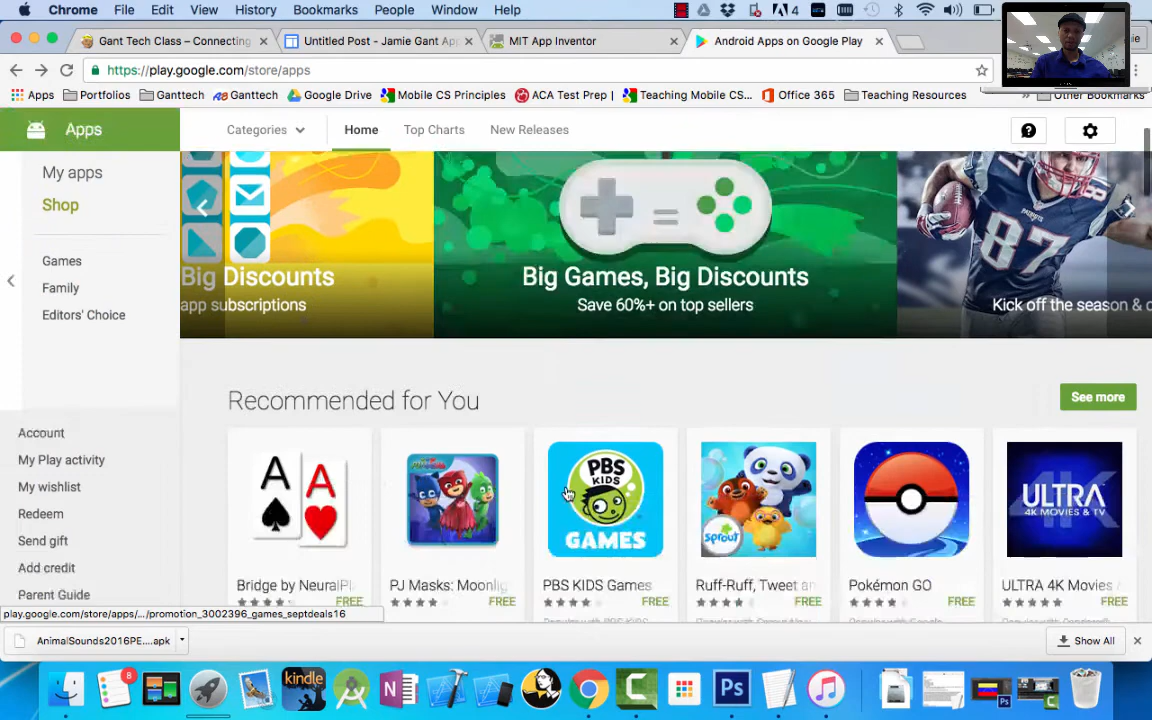 Chrome File Edit View History Bookmarks People Window Help
4
Gant Tech Class – Connecting
Untitled Post - Jamie Gant Ap
MIT App Inventor
Android Apps on Google Play
https://play.google.com/store/apps
Apps Portfolios Ganttech Ganttech Google Drive Mobile CS Principles ACA Test Prep | Teaching Mobile CS... Office 365 Teaching Resources » Other Bookmarks
Apps
Categories Home Top Charts New Releases
My apps
Shop
Games
Family
Editors' Choice
Account
My Play activity
My wishlist
Redeem
Send gift
Add credit
Parent Guide
Big Discounts
app subscriptions
Big Games, Big Discounts
Save 60%+ on top sellers
87
Kick off the season & c
Recommended for You
See more
A A
PBS KIDS GAMES
sprout
ULTRA
4K MOVIES & TV
Bridge by NeuralPl
FREE
PJ Masks: Moonlig
FREE
PBS KIDS Games
FREE
Ruff-Ruff, Tweet an
FREE
Pokémon GO
FREE
ULTRA 4K Movies
FREE
play.google.com/store/apps/.../promotion_3002396_games_septdeals16
AnimalSounds2016PE....apk
Show All
8
kindle
N
C
Ps